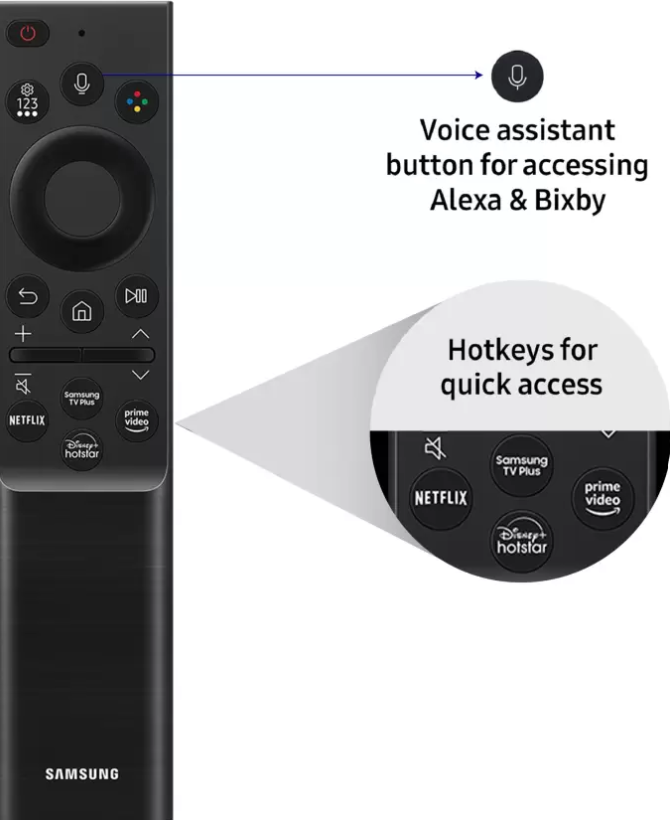 123
Voice assistant
button for accessing
Alexa & Bixby
Hotkeys for
quick access
Samsung
TV Plus
NETFLIX
prime
video
Disney+
hotstar
Samsung
TV Plus
NETFLIX
prime
video
Disney+
hotstar
SAMSUNG